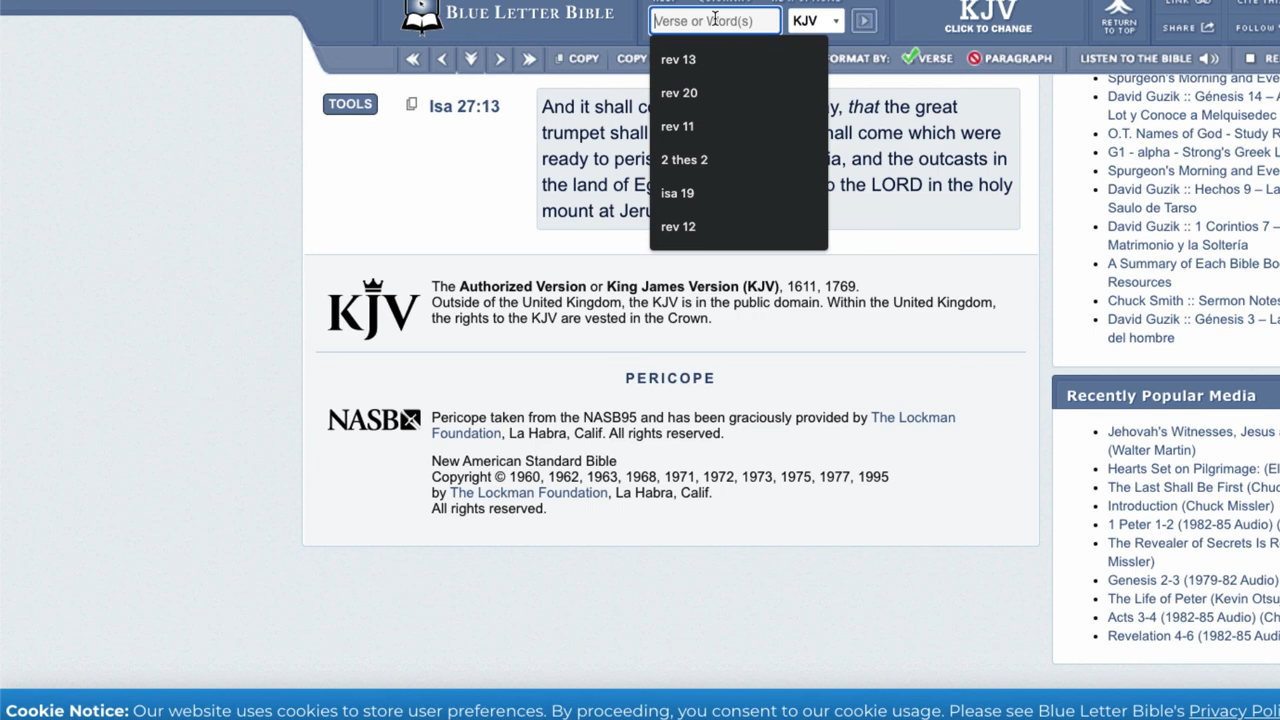 BLUE LETTER BIBLE
Verse or Word(s)
KJV
KJV
CLICK TO CHANGE
RETURN
TO TOP
SHARE
FOLLOW
COPY
COPY
FORMAT BY:
VERSE
PARAGRAPH
LISTEN TO THE BIBLE
rev 13
rev 20
rev 11
2 thes 2
isa 19
rev 12
TOOLS
Isa 27:13
And it shall
that the great
trumpet shall
shall come which were
ready to
and the outcasts in
the land of
the LORD in the holy
mount at
The Authorized Version or King James Version (KJV), 1611, 1769.
Outside of the United Kingdom, the KJV is in the public domain. Within the United Kingdom,
the rights to the KJV are vested in the Crown.
KJV
PERICOPE
NASB
Pericope taken from the NASB95 and has been graciously provided by The Lockman
Foundation, La Habra, Calif. All rights reserved.
New American Standard Bible
Copyright © 1960, 1962, 1963, 1968, 1971, 1972, 1973, 1975, 1977, 1995
by The Lockman Foundation, La Habra, Calif.
All rights reserved.
Spurgeon's Morning and
David Guzik :: Génesis 14 – A
Lot y Conoce a Melquisedec
O.T. Names of God - Study R
G1 - alpha - Strong's Greek L
Spurgeon's Morning and
David Guzik :: Hechos 9 – La
Saulo de Tarso
David Guzik :: 1 Corintios 7 –
Matrimonio y la Soltería
A Summary of Each Bible Bo
Resources
Chuck Smith :: Sermon Notes
David Guzik :: Génesis 3 – La
del hombre
Recently Popular Media
Jehovah's Witnesses, Jesus a
(Walter Martin)
Hearts Set on Pilgrimage: (El
The Last Shall Be First (Chuc
Introduction (Chuck Missler)
1 Peter 1-2 (1982-85 Audio) (
The Revealer of Secrets Is R
Missler)
Genesis 2-3 (1979-82 Audio)
The Life of Peter (Kevin Otsu
Acts 3-4 (1982-85 Audio) (Ch
Revelation 4-6 (1982-85 Audi
Cookie Notice: Our website uses cookies to store user preferences. By proceeding, you consent to our cookie usage. Please see Blue Letter Bible's Privacy Poli